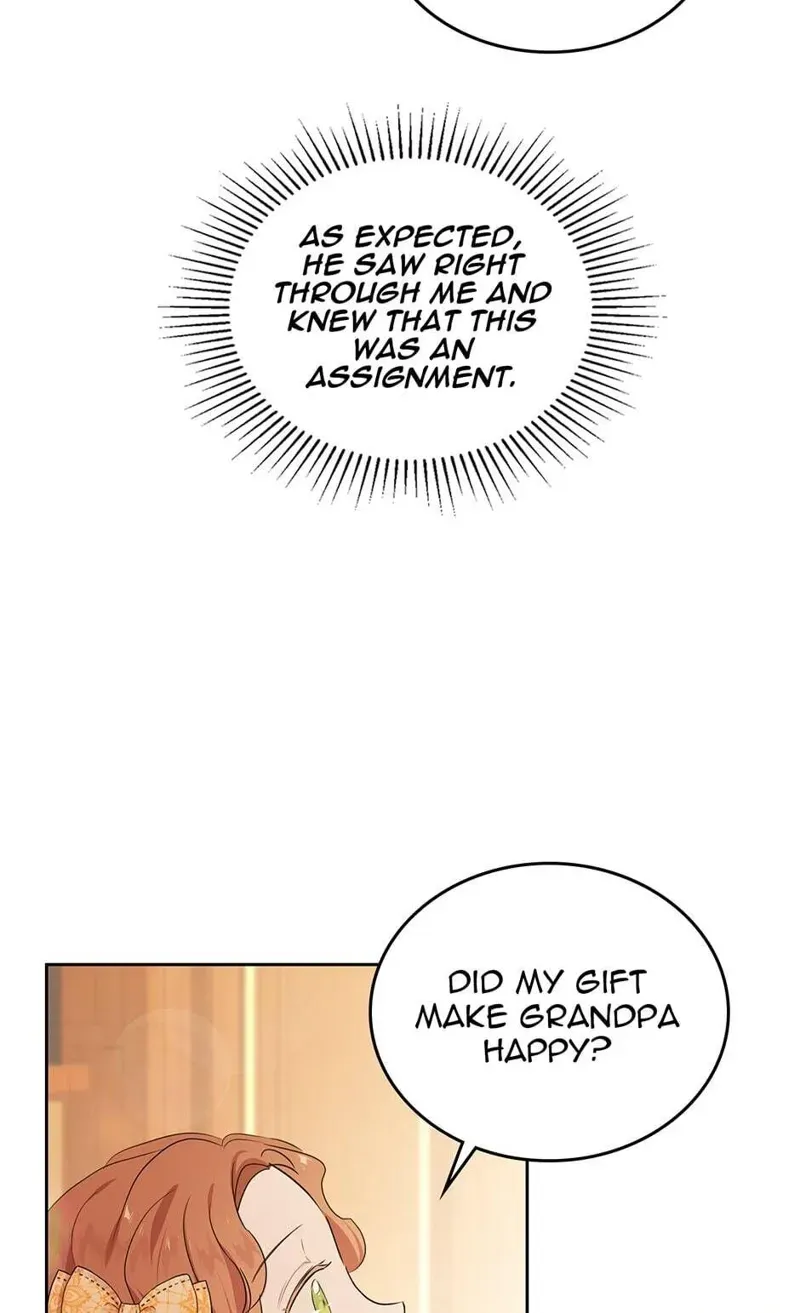 AS EXPECTED,
HE SAW RIGHT
THROUGH ME AND
KNEW THAT THIS
WAS AN
ASSIGNMENT.
DID MY GIFT
MAKE GRANDPA
HAPPY?